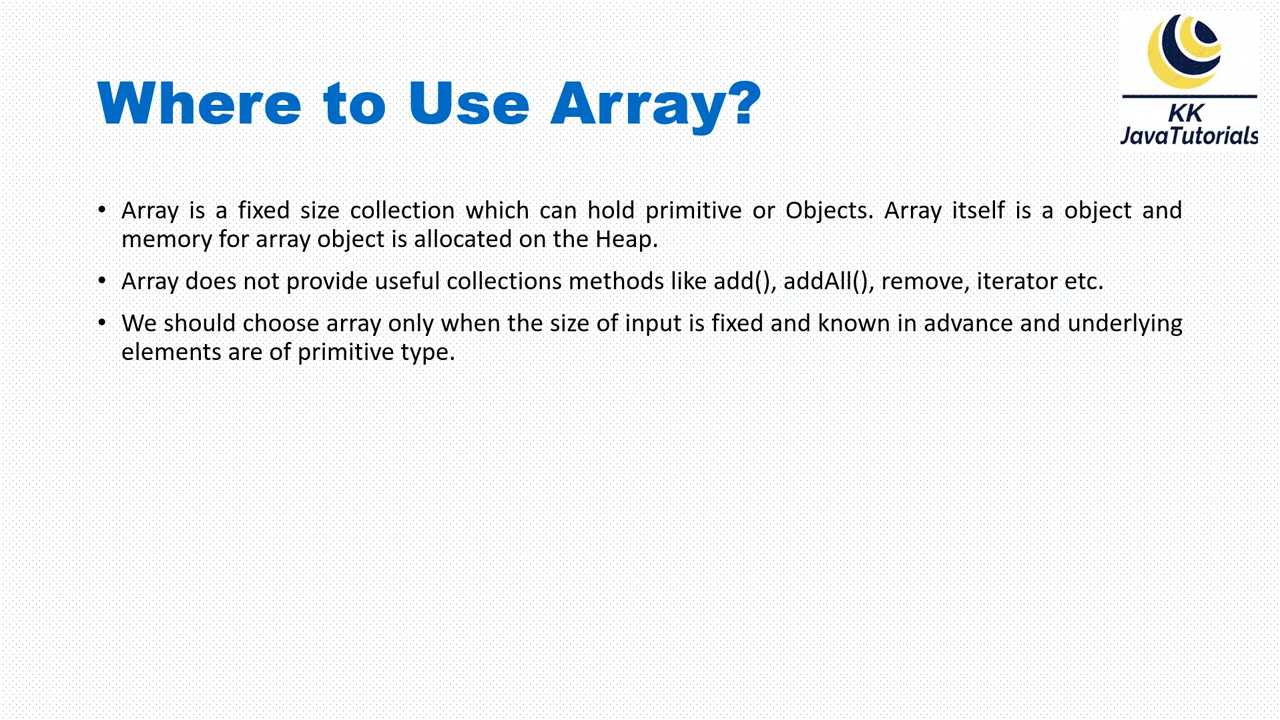 Where to Use Array?
KK
JavaTutorials
• Array is a fixed size collection which can hold primitive or Objects. Array itself is a object and
memory for array object is allocated on the Heap.
• Array does not provide useful collections methods like add(), addAll(), remove, iterator etc.
• We should choose array only when the size of input is fixed and known in advance and underlying
elements are of primitive type.